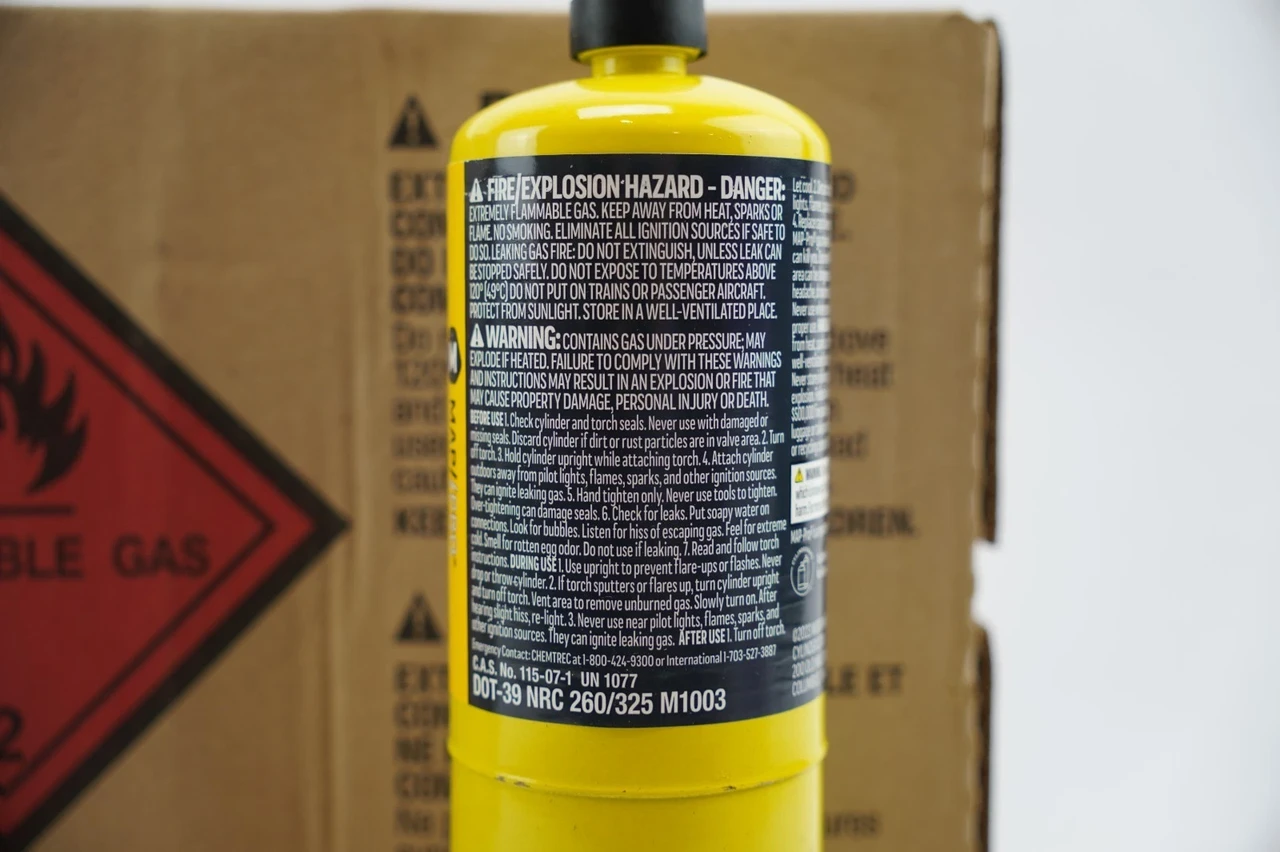 ⚠ FIRE/EXPLOSION HAZARD - DANGER:
EXTREMELY FLAMMABLE GAS. KEEP AWAY FROM HEAT, SPARKS OR
FLAME. NO SMOKING. ELIMINATE ALL IGNITION SOURCES IF SAFE TO
DO SO. LEAKING GAS FIRE: DO NOT EXTINGUISH, UNLESS LEAK CAN
BE STOPPED SAFELY. DO NOT EXPOSE TO TEMPERATURES ABOVE
120° (49°C) DO NOT PUT ON TRAINS OR PASSENGER AIRCRAFT.
PROTECT FROM SUNLIGHT. STORE IN A WELL-VENTILATED PLACE.
⚠ WARNING: CONTAINS GAS UNDER PRESSURE; MAY
EXPLODE IF HEATED. FAILURE TO COMPLY WITH THESE WARNINGS
AND INSTRUCTIONS MAY RESULT IN AN EXPLOSION OR FIRE THAT
MAY CAUSE PROPERTY DAMAGE, PERSONAL INJURY OR DEATH.
BEFORE USE 1. Check cylinder and torch seals. Never use with damaged or
missing seals. Discard cylinder if dirt or rust particles are in valve area. 2. Turn
off torch. 3. Hold cylinder upright while attaching torch. 4. Attach cylinder
outdoors away from pilot lights, flames, sparks, and other ignition sources.
They can ignite leaking gas. 5. Hand tighten only. Never use tools to tighten.
Over-tightening can damage seals. 6. Check for leaks. Put soapy water on
connections. Look for bubbles. Listen for hiss of escaping gas. Feel for extreme
cold. Smell for rotten egg odor. Do not use if leaking. 7. Read and follow torch
instructions. DURING USE 1. Use upright to prevent flare-ups or flashes. Never
drop or throw cylinder. 2. If torch sputters or flares up, turn cylinder upright
and turn off torch. Vent area to remove unburned gas. Slowly turn on. After
hearing slight hiss, re-light. 3. Never use near pilot lights, flames, sparks, and
other ignition sources. They can ignite leaking gas. AFTER USE 1. Turn off torch.
Emergency Contact: CHEMTREC at 1-800-424-9300 or International 1-703-527-3887
C.A.S. No. 115-07-1 UN 1077
DOT-39 NRC 260/325 M1003
GAS
2